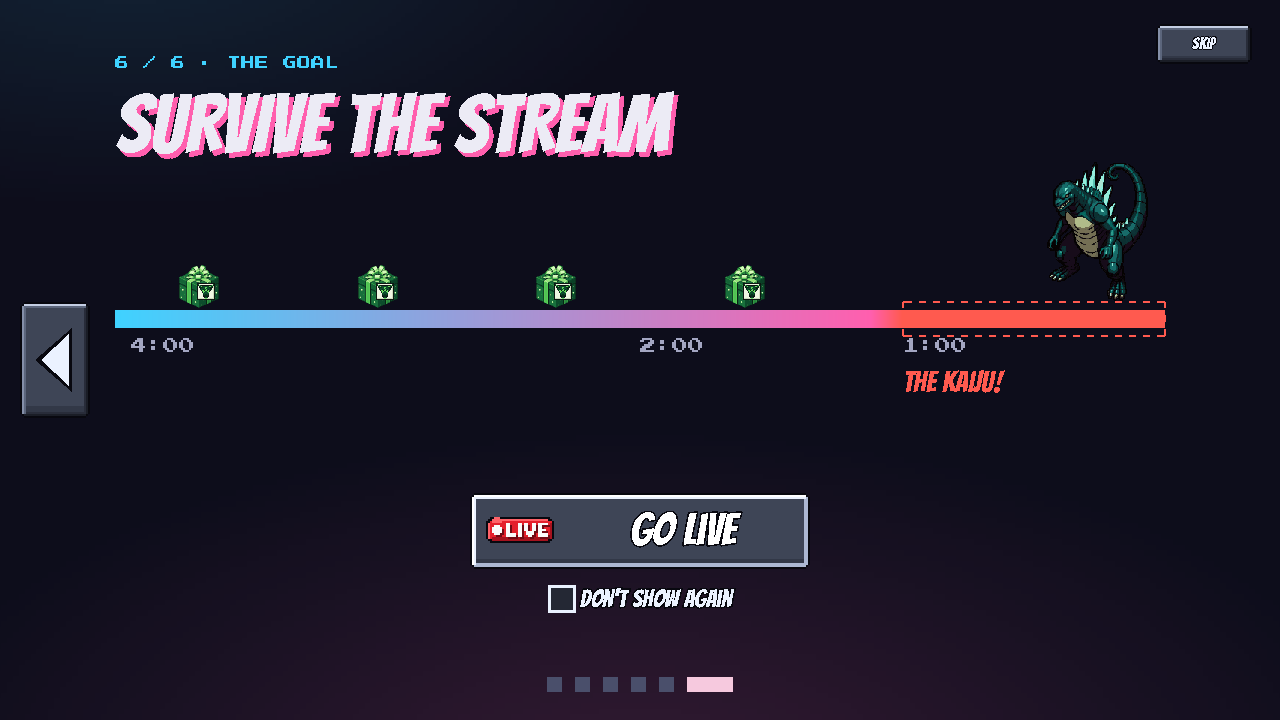 SKIP
6 / 6 · THE GOAL
SURVIVE THE STREAM
4:00
2:00
1:00
THE KAIJU!
LIVE
GO LIVE
DON'T SHOW AGAIN